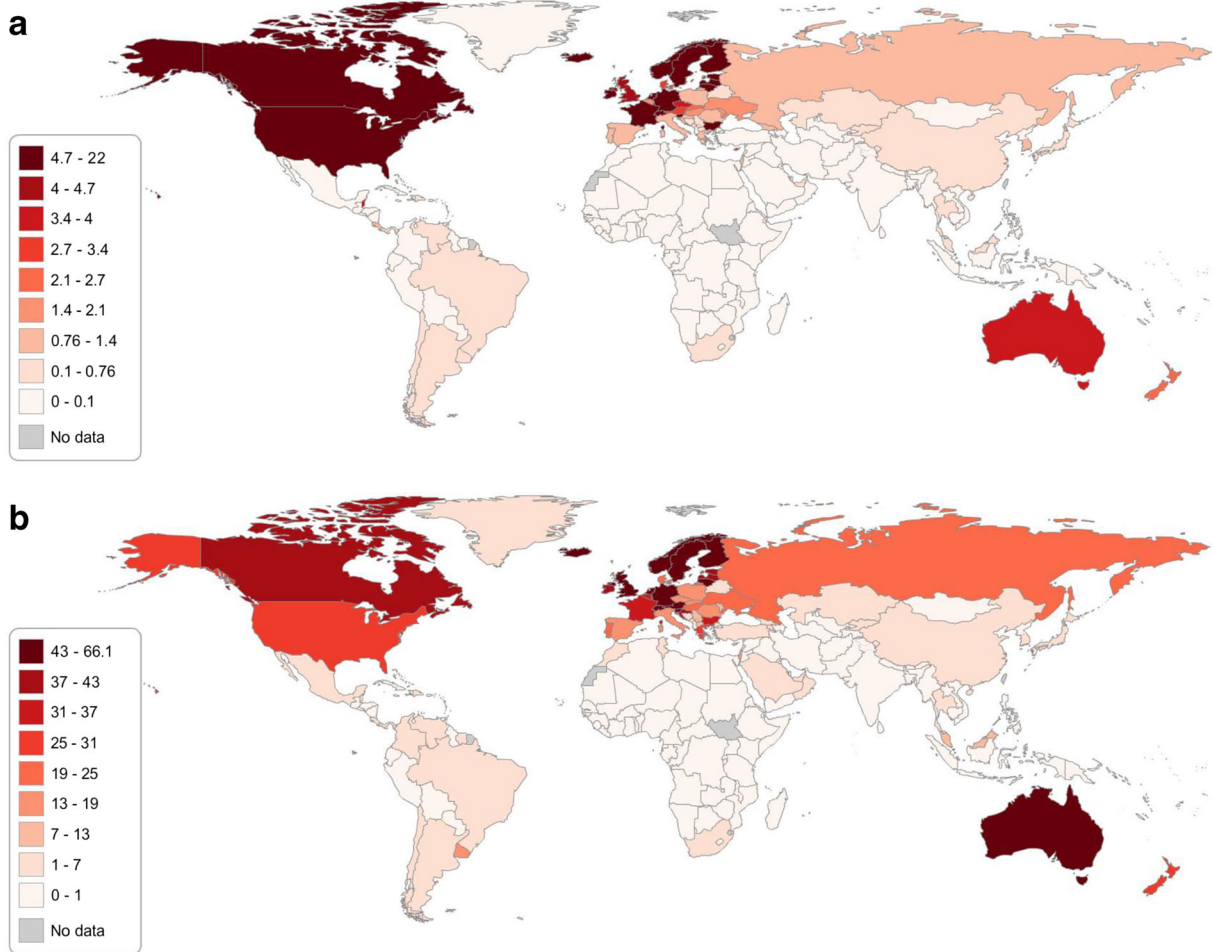 a
4.7 - 22
4 - 4.7
3.4 - 4
2.7 - 3.4
2.1 - 2.7
1.4 - 2.1
0.76 - 1.4
0.1 - 0.76
0 - 0.1
No data
b
43 - 66.1
37 - 43
31 - 37
25 - 31
19 - 25
13 - 19
7 - 13
1 - 7
0 - 1
No data